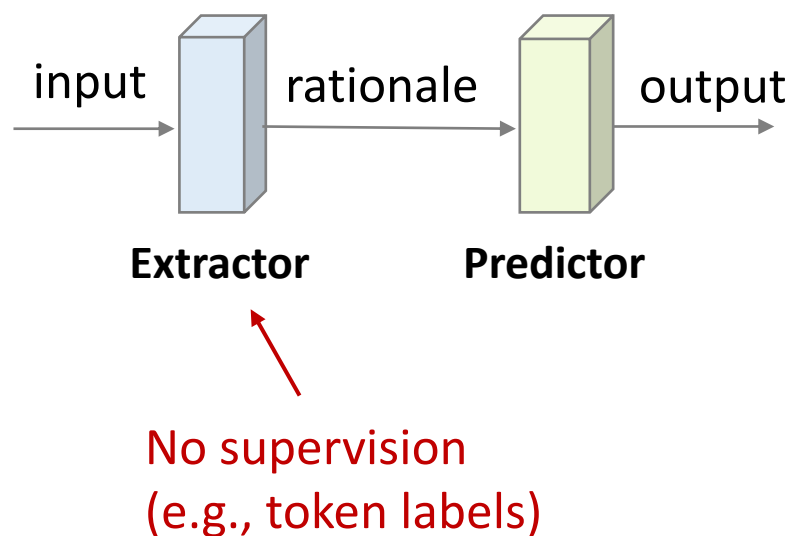 input
rationale
output
Extractor
Predictor
No supervision
(e.g., token labels)